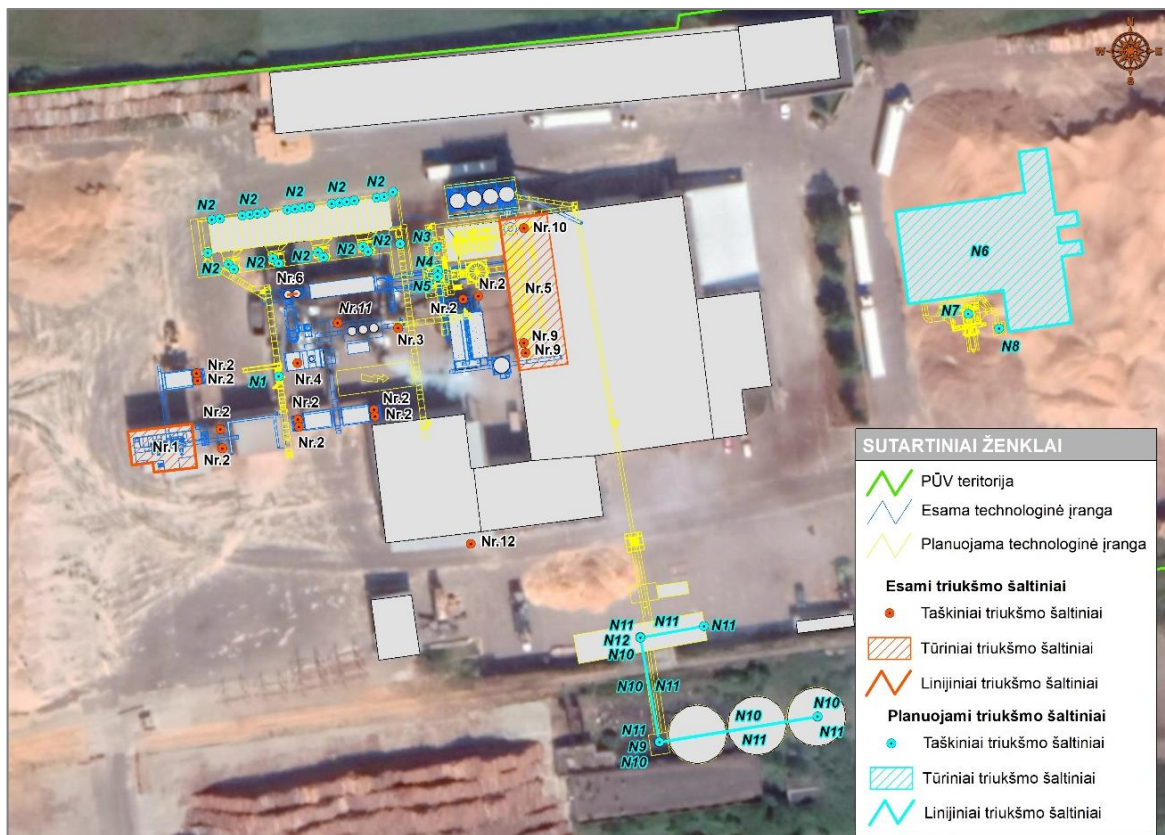 N
W E
S
N2 N2 N2 N2 N2
N2 N2 N2 N2 N2
N3
N4
N5
Nr.10
Nr.5
Nr.6
Nr.2
Nr.11
Nr.3
Nr.9
Nr.9
Nr.4
N1
Nr.2
Nr.2
Nr.2
Nr.2
Nr.2
Nr.2
Nr.2
Nr.1
Nr.2
Nr.12
N6
N7
N8
N11 N11 N11
N12
N10
N10 N11
N11
N9
N10
N10 N10
N11 N11
SUTARTINIAI ŽENKLAI
PŪV teritorija
Esama technologinė įranga
Planuojama technologinė įranga
Esami triukšmo šaltiniai
Taškiniai triukšmo šaltiniai
Tūriniai triukšmo šaltiniai
Linijiniai triukšmo šaltiniai
Planuojami triukšmo šaltiniai
Taškiniai triukšmo šaltiniai
Tūriniai triukšmo šaltiniai
Linijiniai triukšmo šaltiniai